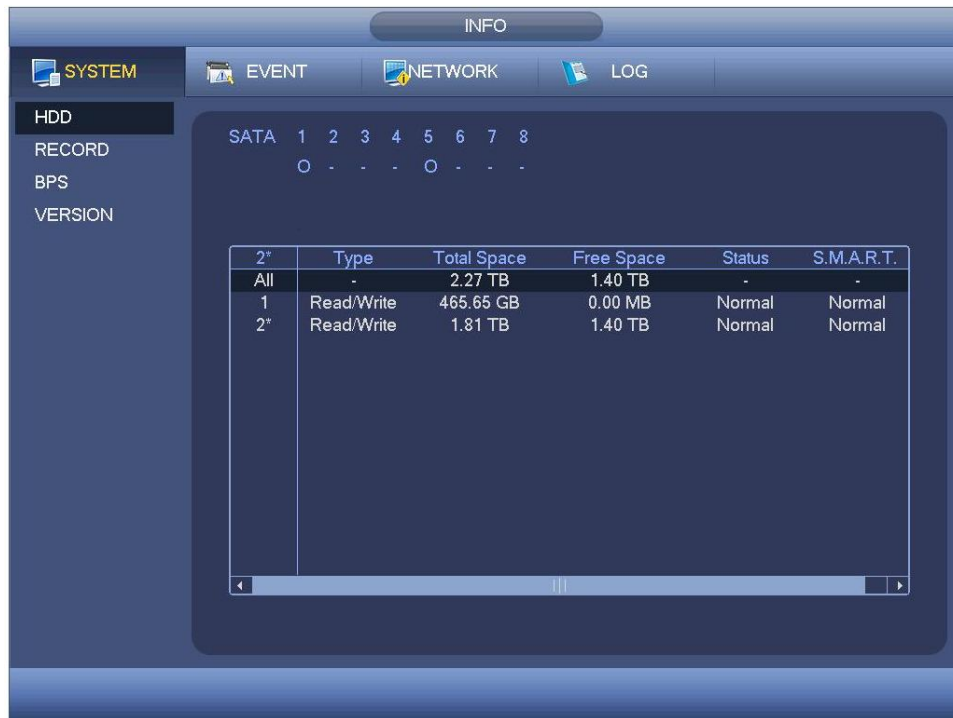 INFO
SYSTEM EVENT NETWORK LOG
HDD
RECORD
BPS
VERSION
SATA 1 2 3 4 5 6 7 8
O - - - O - - -
2* Type Total Space Free Space Status S.M.A.R.T.
All - 2.27 TB 1.40 TB - -
1 Read/Write 465.65 GB 0.00 MB Normal Normal
2* Read/Write 1.81 TB 1.40 TB Normal Normal